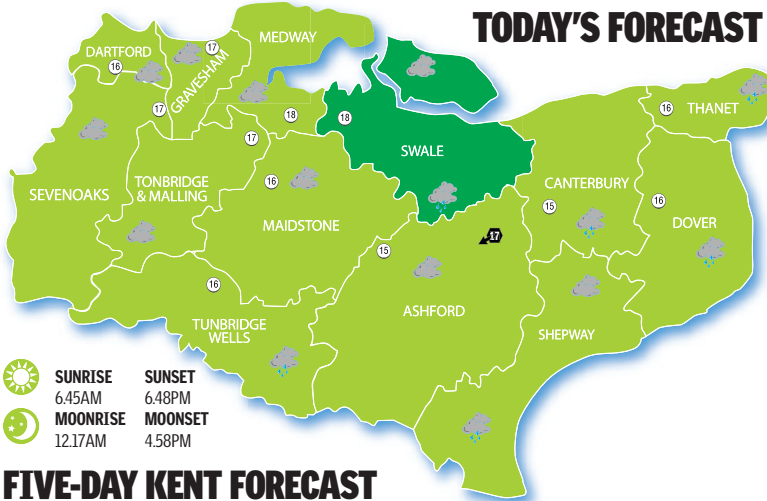 TODAY'S FORECAST
MEDWAY
DARTFORD
16
17
GRAVESHAM
17
18
18
SWALE
16
THANET
SEVENOAKS
TONBRIDGE
& MALLING
17
16
MAIDSTONE
CANTERBURY
15
16
DOVER
17
15
ASHFORD
SHEPWAY
16
TUNBRIDGE
WELLS
SUNRISE SUNSET
6.45AM 6.48PM
MOONRISE MOONSET
12.17AM 4.58PM
FIVE-DAY KENT FORECAST